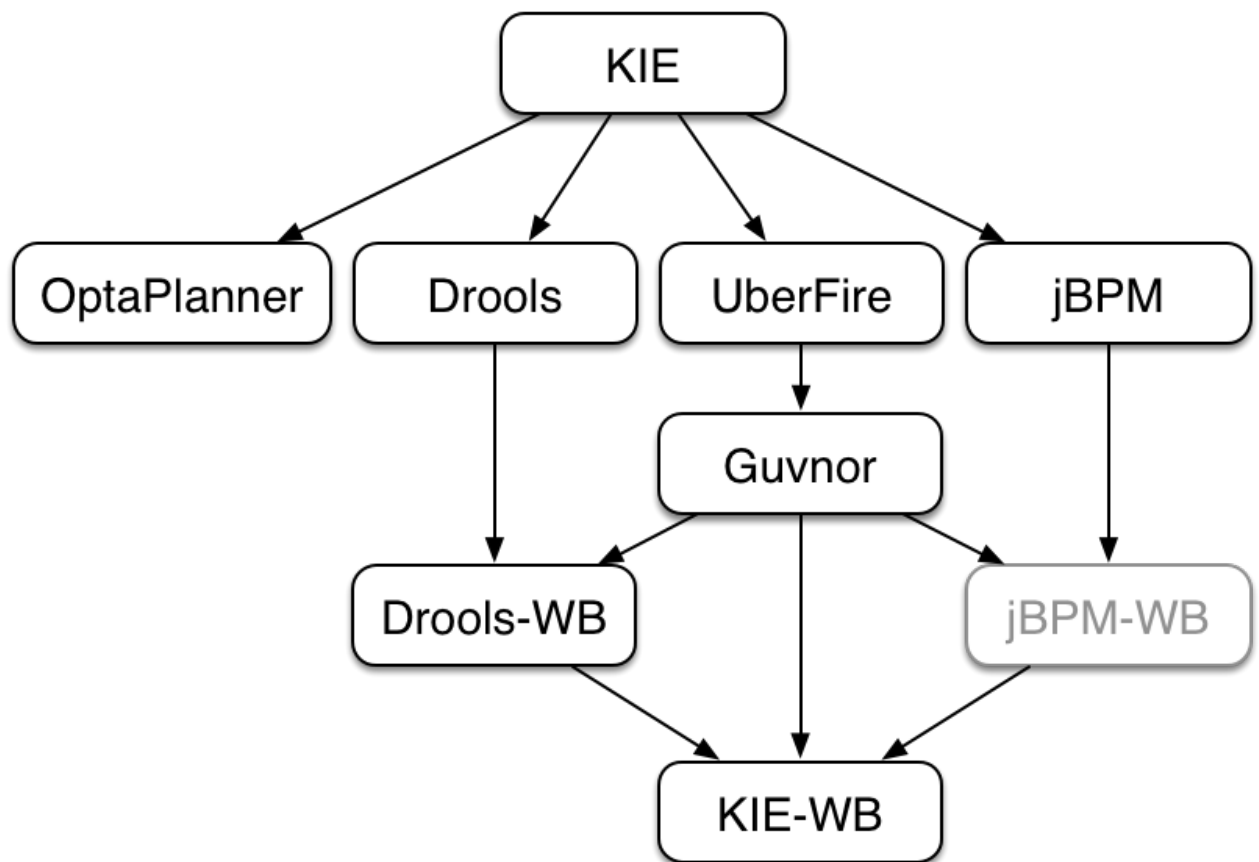 KIE
OptaPlanner
Drools
UberFire
jBPM
Guvnor
Drools-WB
jBPM-WB
KIE-WB